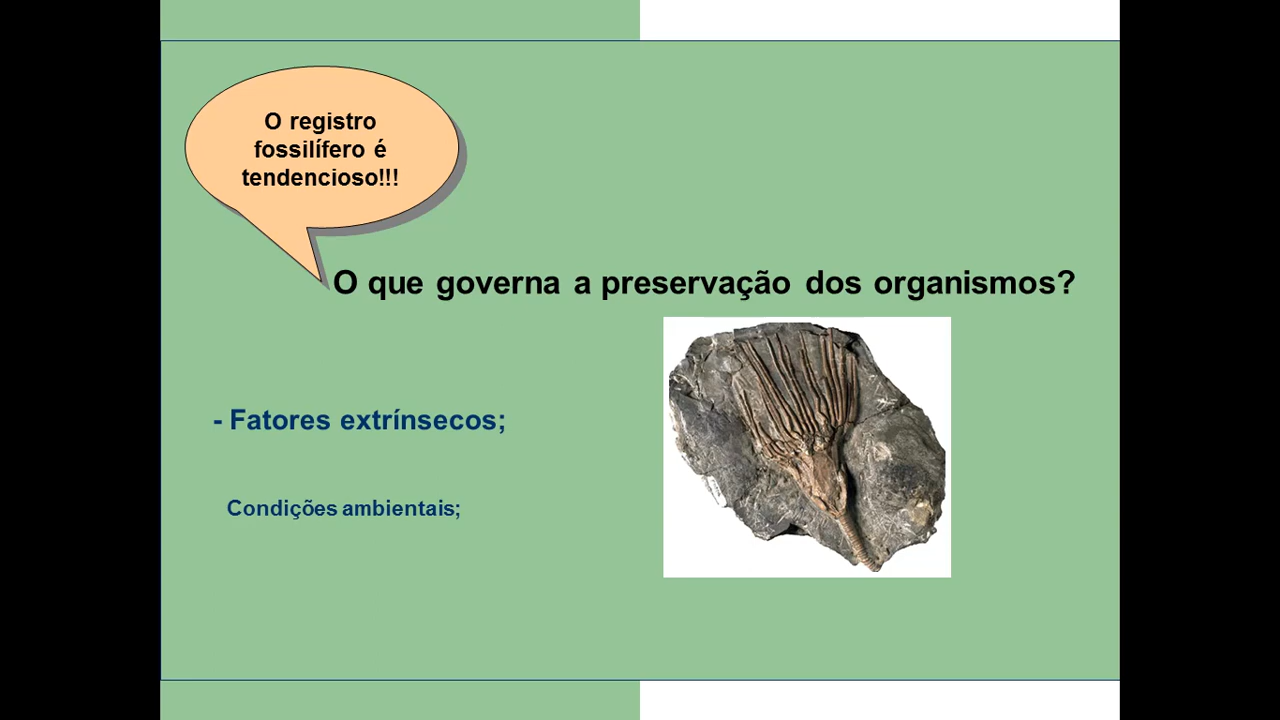 O registro
fossilífero é
tendencioso!!!
O que governa a preservação dos organismos?
- Fatores extrínsecos;
Condições ambientais;